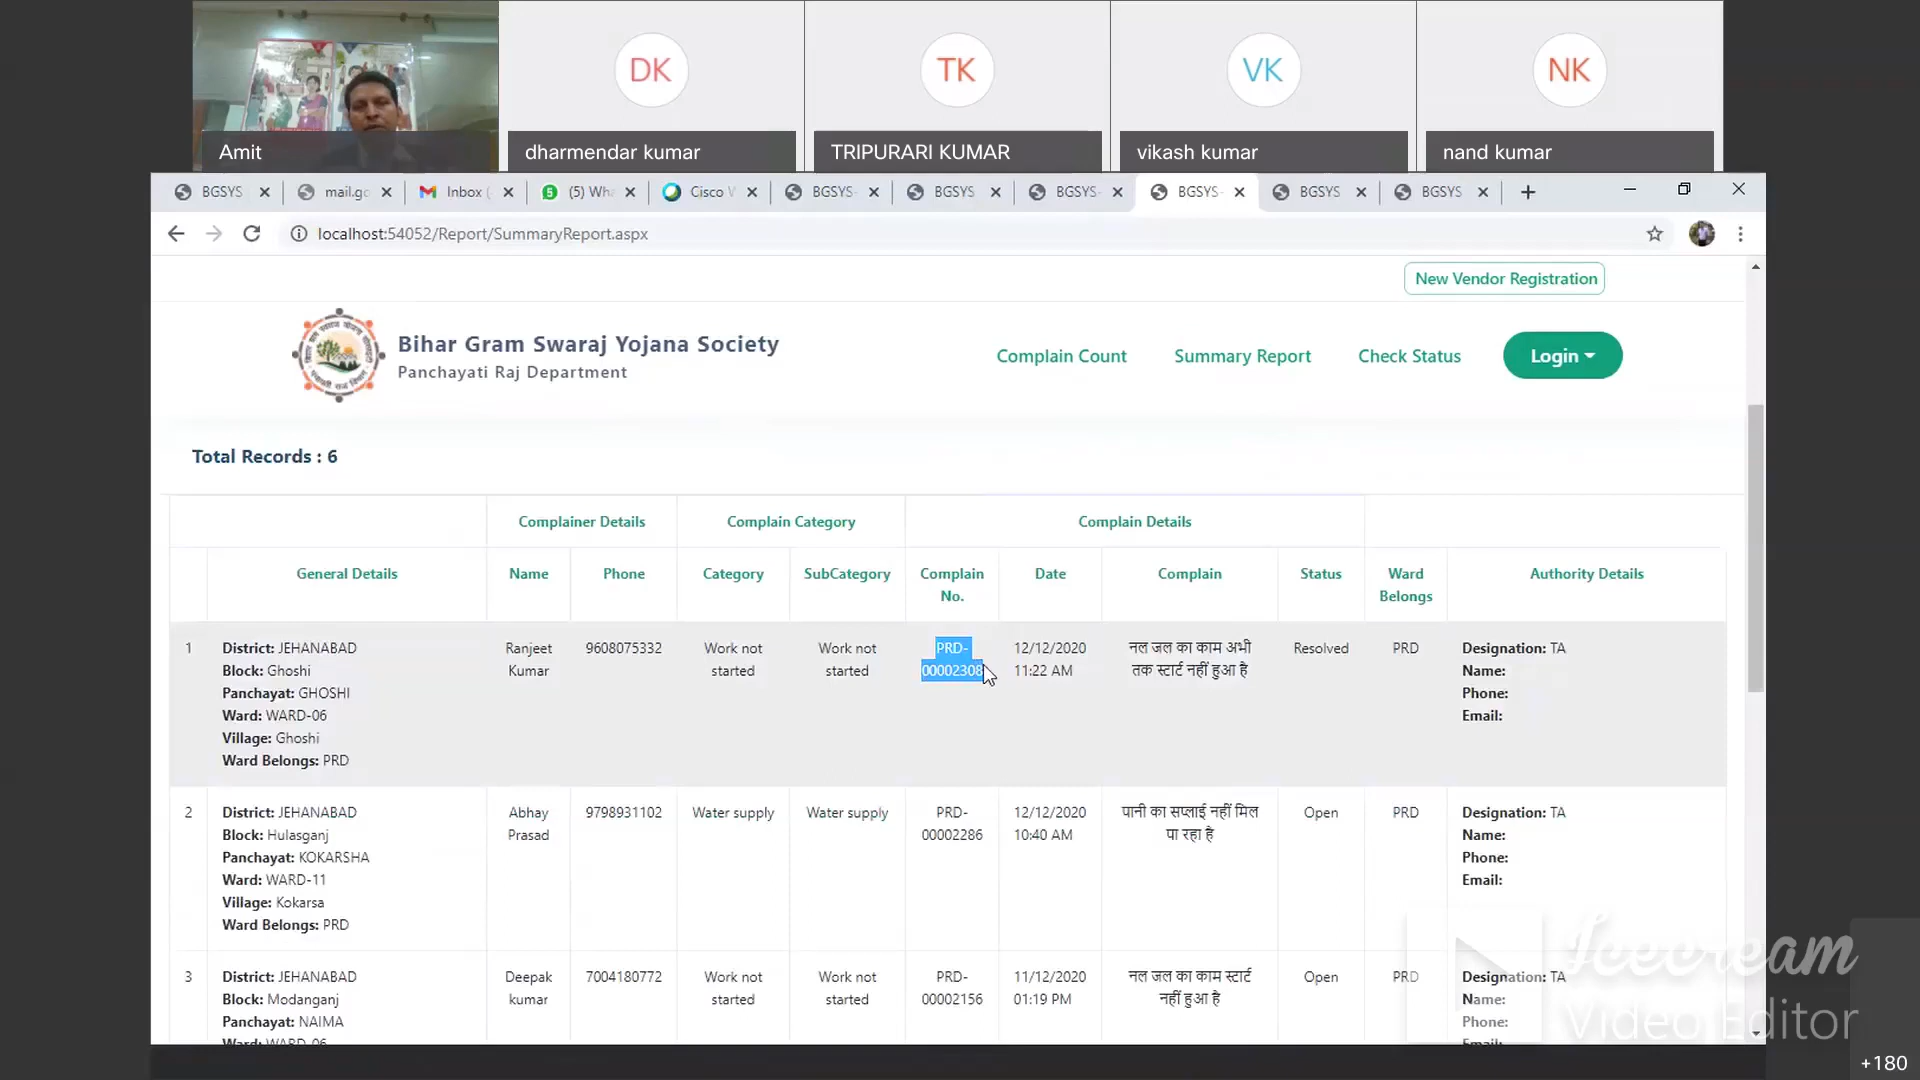 DK
TK
VK
NK
Amit
dharmendar kumar
TRIPURARI KUMAR
vikash kumar
nand kumar
BGSYS
mail.go
Inbox (
(5) Wha
Cisco W
BGSYS-
BGSYS
BGSYS-
BGSYS-
BGSYS
BGSYS
localhost:54052/Report/SummaryReport.aspx
New Vendor Registration
Bihar Gram Swaraj Yojana Society
Panchayati Raj Department
Complain Count
Summary Report
Check Status
Login
Total Records : 6
Complainer Details
Complain Category
Complain Details
General Details
Name
Phone
Category
SubCategory
Complain
No.
Date
Complain
Status
Ward
Belongs
Authority Details
1
District: JEHANABAD
Block: Ghoshi
Panchayat: GHOSHI
Ward: WARD-06
Village: Ghoshi
Ward Belongs: PRD
Ranjeet
Kumar
9608075332
Work not
started
Work not
started
PRD-
00002308
12/12/2020
11:22 AM
नल जल का काम अभी
तक स्टार्ट नहीं हुआ है
Resolved
PRD
Designation: TA
Name:
Phone:
Email:
2
District: JEHANABAD
Block: Hulasganj
Panchayat: KOKARSHA
Ward: WARD-11
Village: Kokarsa
Ward Belongs: PRD
Abhay
Prasad
9798931102
Water supply
Water supply
PRD-
00002286
12/12/2020
10:40 AM
पानी का सप्लाई नहीं मिल
पा रहा है
Open
PRD
Designation: TA
Name:
Phone:
Email:
3
District: JEHANABAD
Block: Modanganj
Panchayat: NAIMA
Ward: WARD-06
Deepak
kumar
7004180772
Work not
started
Work not
started
PRD-
00002156
11/12/2020
01:19 PM
नल जल का काम स्टार्ट
नहीं हुआ है
Open
PRD
Designation: TA
Name:
Phone:
Email:
Icecream
Video Editor
+180